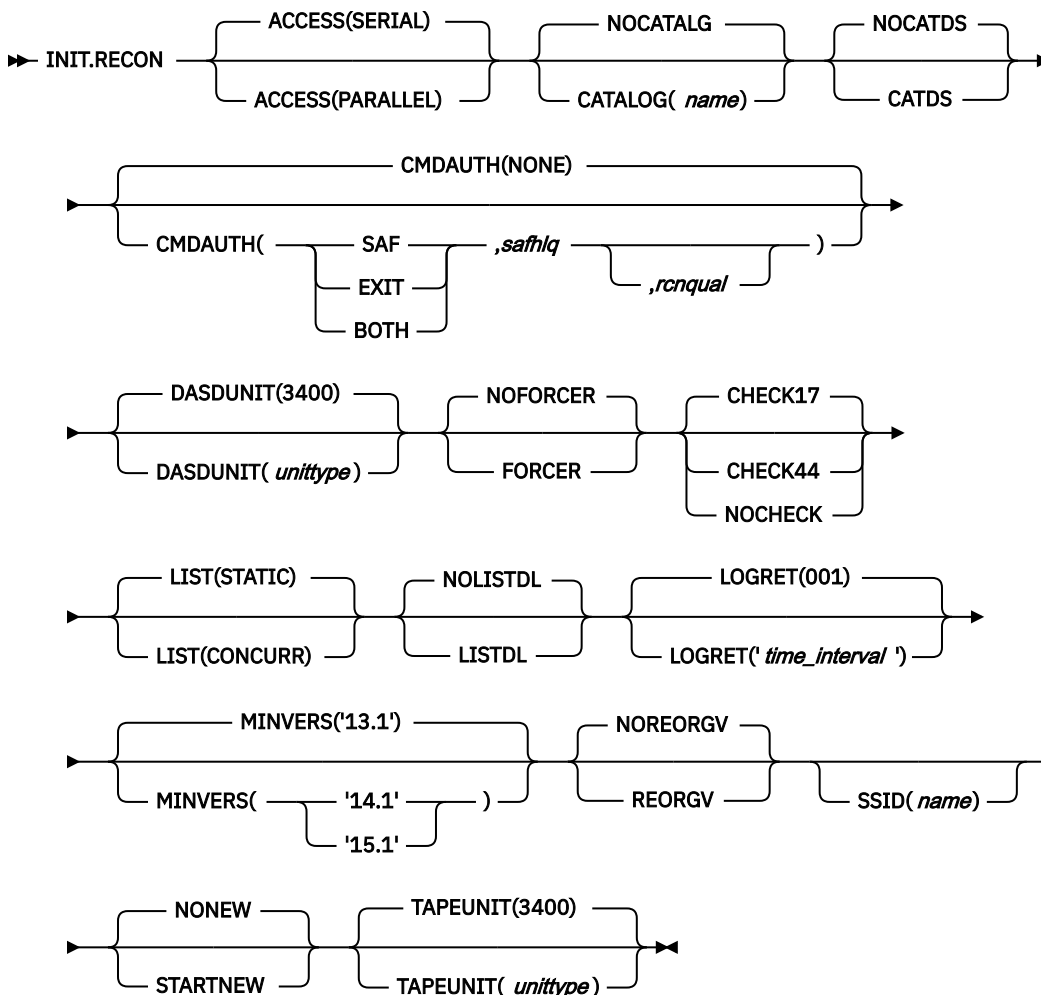 ACCESS(SERIAL) NOCATALG NOCATDS
INIT.RECON
ACCESS(PARALLEL) CATALOG( name) CATDS
CMDAUTH(NONE)
CMDAUTH( SAF ,safhlq )
EXIT ,rcnqual
BOTH
DASDUNIT(3400) NOFORCER CHECK17
DASDUNIT( unittype) FORCER CHECK44
NOCHECK
LIST(STATIC) NOLISTDL LOGRET(001)
LIST(CONCURR) LISTDL LOGRET(' time_interval ')
MINVERS('13.1') NOREORGV
MINVERS( '14.1' ) REORGV SSID( name)
'15.1'
NONEW TAPEUNIT(3400)
STARTNEW TAPEUNIT( unittype)